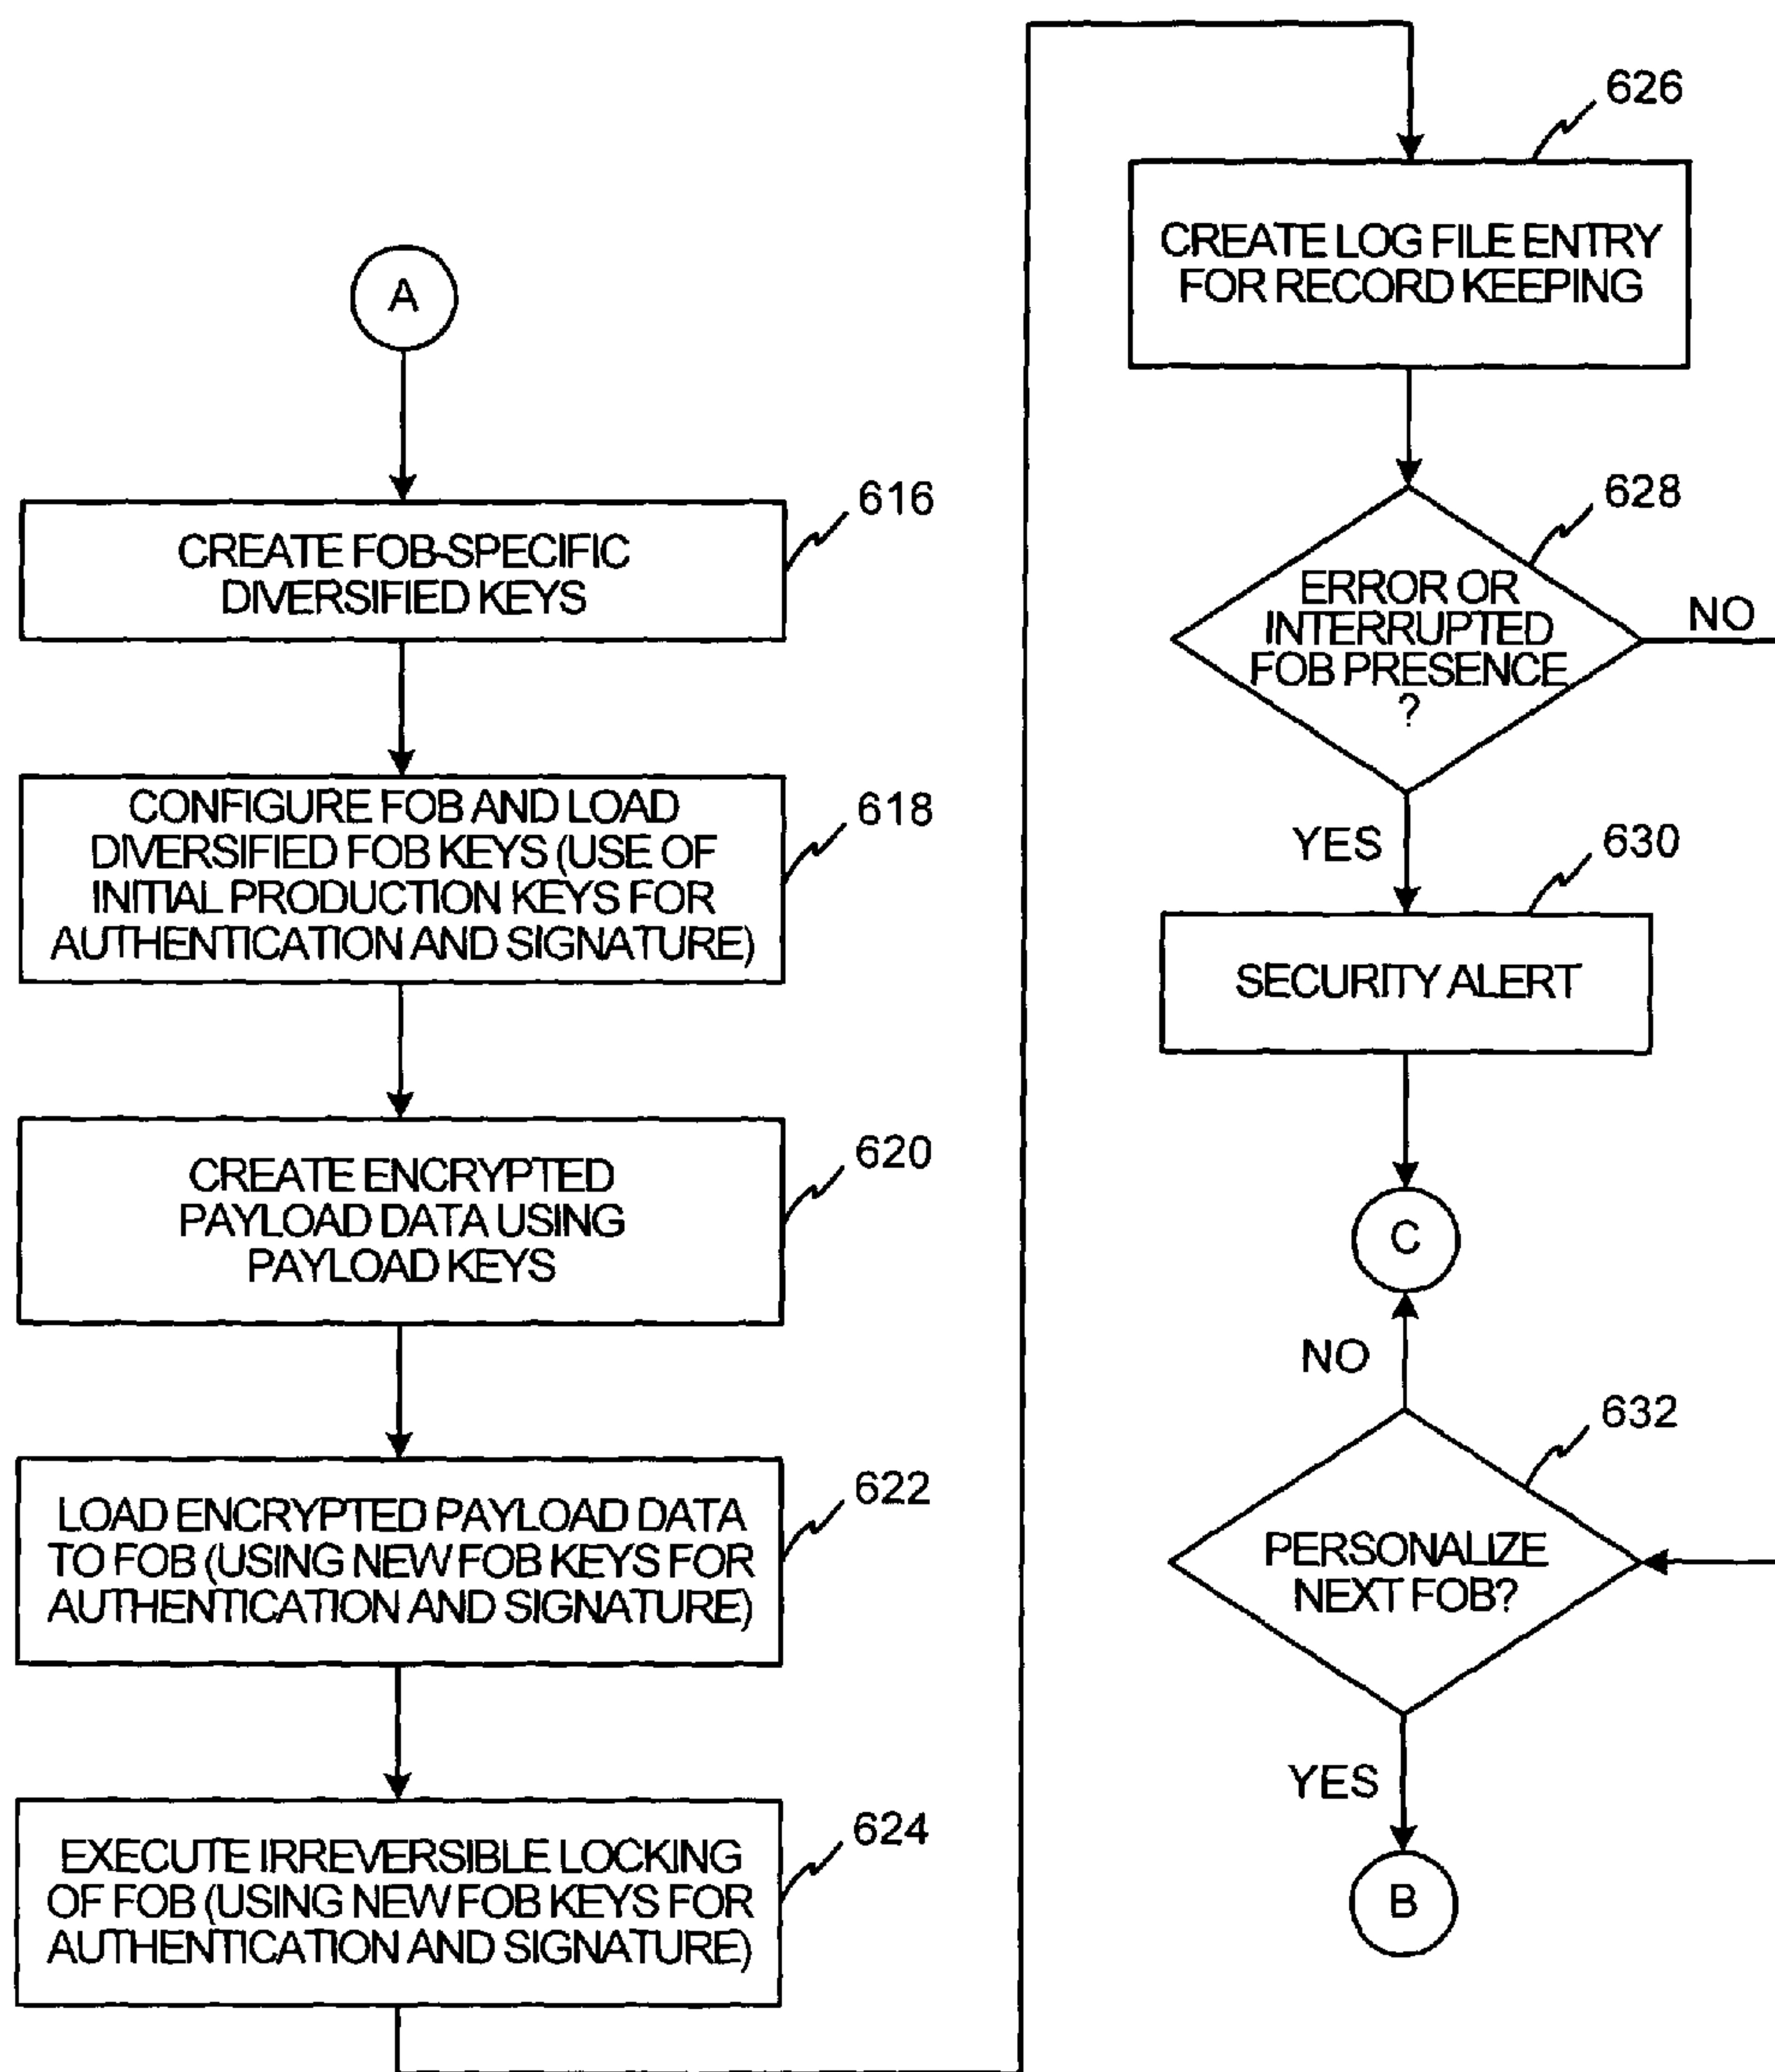 A
616
CREATE FOB-SPECIFIC
DIVERSIFIED KEYS
618
CONFIGURE FOB AND LOAD
DIVERSIFIED FOB KEYS (USE OF
INITIAL PRODUCTION KEYS FOR
AUTHENTICATION AND SIGNATURE)
620
CREATE ENCRYPTED
PAYLOAD DATA USING
PAYLOAD KEYS
622
LOAD ENCRYPTED PAYLOAD DATA
TO FOB (USING NEW FOB KEYS FOR
AUTHENTICATION AND SIGNATURE)
624
EXECUTE IRREVERSIBLE LOCKING
OF FOB (USING NEW FOB KEYS FOR
AUTHENTICATION AND SIGNATURE)
626
CREATE LOG FILE ENTRY
FOR RECORD KEEPING
628
ERROR OR
INTERRUPTED
FOB PRESENCE
?
NO
YES
630
SECURITY ALERT
C
NO
632
PERSONALIZE
NEXT FOB?
YES
B